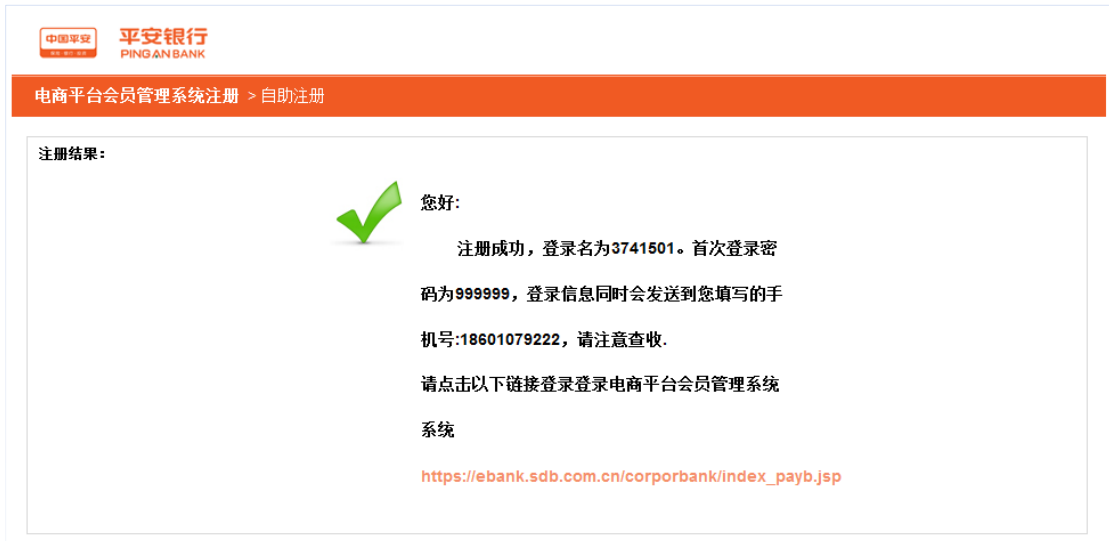 中国平安
平安银行
PINGAN BANK
电商平台会员管理系统注册 > 自助注册
注册结果：
您好:
注册成功，登录名为3741501。首次登录密
码为999999，登录信息同时会发送到您填写的手
机号:18601079222，请注意查收.
请点击以下链接登录登录电商平台会员管理系统
系统
https://ebank.sdb.com.cn/corporbank/index_payb.jsp